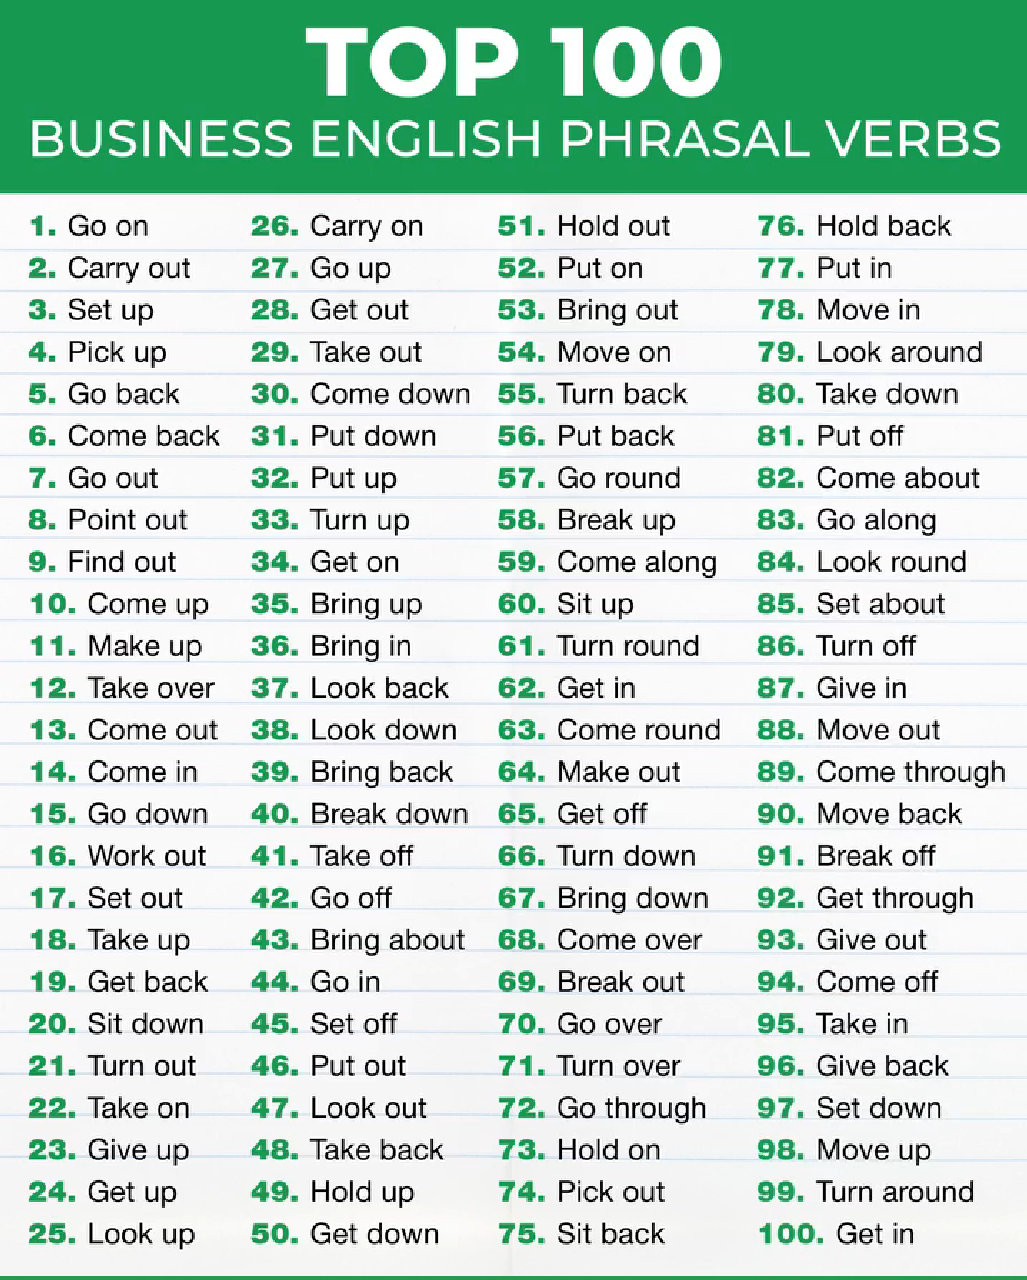 TOP 100
BUSINESS ENGLISH PHRASAL VERBS
1. Go on
2. Carry out
3. Set up
4. Pick up
5. Go back
6. Come back
7. Go out
8. Point out
9. Find out
10. Come up
11. Make up
12. Take over
13. Come out
14. Come in
15. Go down
16. Work out
17. Set out
18. Take up
19. Get back
20. Sit down
21. Turn out
22. Take on
23. Give up
24. Get up
25. Look up
26. Carry on
27. Go up
28. Get out
29. Take out
30. Come down
31. Put down
32. Put up
33. Turn up
34. Get on
35. Bring up
36. Bring in
37. Look back
38. Look down
39. Bring back
40. Break down
41. Take off
42. Go off
43. Bring about
44. Go in
45. Set off
46. Put out
47. Look out
48. Take back
49. Hold up
50. Get down
51. Hold out
52. Put on
53. Bring out
54. Move on
55. Turn back
56. Put back
57. Go round
58. Break up
59. Come along
60. Sit up
61. Turn round
62. Get in
63. Come round
64. Make out
65. Get off
66. Turn down
67. Bring down
68. Come over
69. Break out
70. Go over
71. Turn over
72. Go through
73. Hold on
74. Pick out
75. Sit back
76. Hold back
77. Put in
78. Move in
79. Look around
80. Take down
81. Put off
82. Come about
83. Go along
84. Look round
85. Set about
86. Turn off
87. Give in
88. Move out
89. Come through
90. Move back
91. Break off
92. Get through
93. Give out
94. Come off
95. Take in
96. Give back
97. Set down
98. Move up
99. Turn around
100. Get in